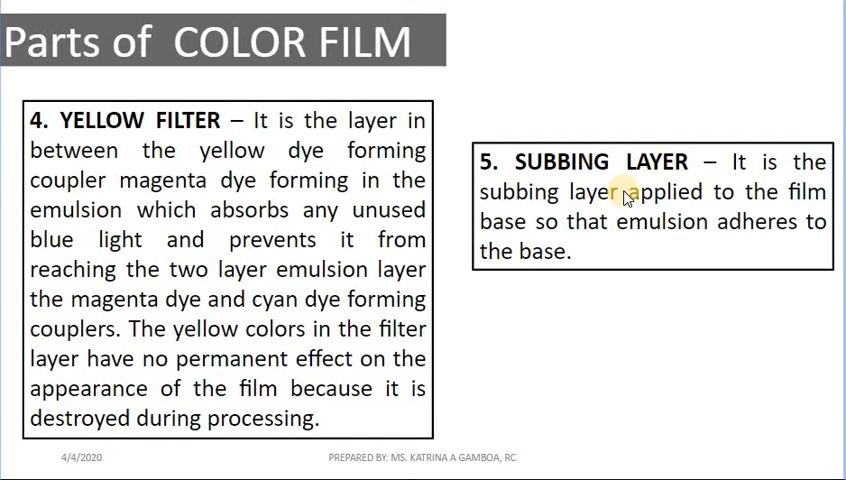 Parts of COLOR FILM
4. YELLOW FILTER – It is the layer in
between the yellow dye forming
coupler magenta dye forming in the
emulsion which absorbs any unused
blue light and prevents it from
reaching the two layer emulsion layer
the magenta dye and cyan dye forming
couplers. The yellow colors in the filter
layer have no permanent effect on the
appearance of the film because it is
destroyed during processing.
5. SUBBING LAYER – It is the
subbing layer applied to the film
base so that emulsion adheres to
the base.
4/4/2020
PREPARED BY: MS. KATRINA A GAMBOA, RC